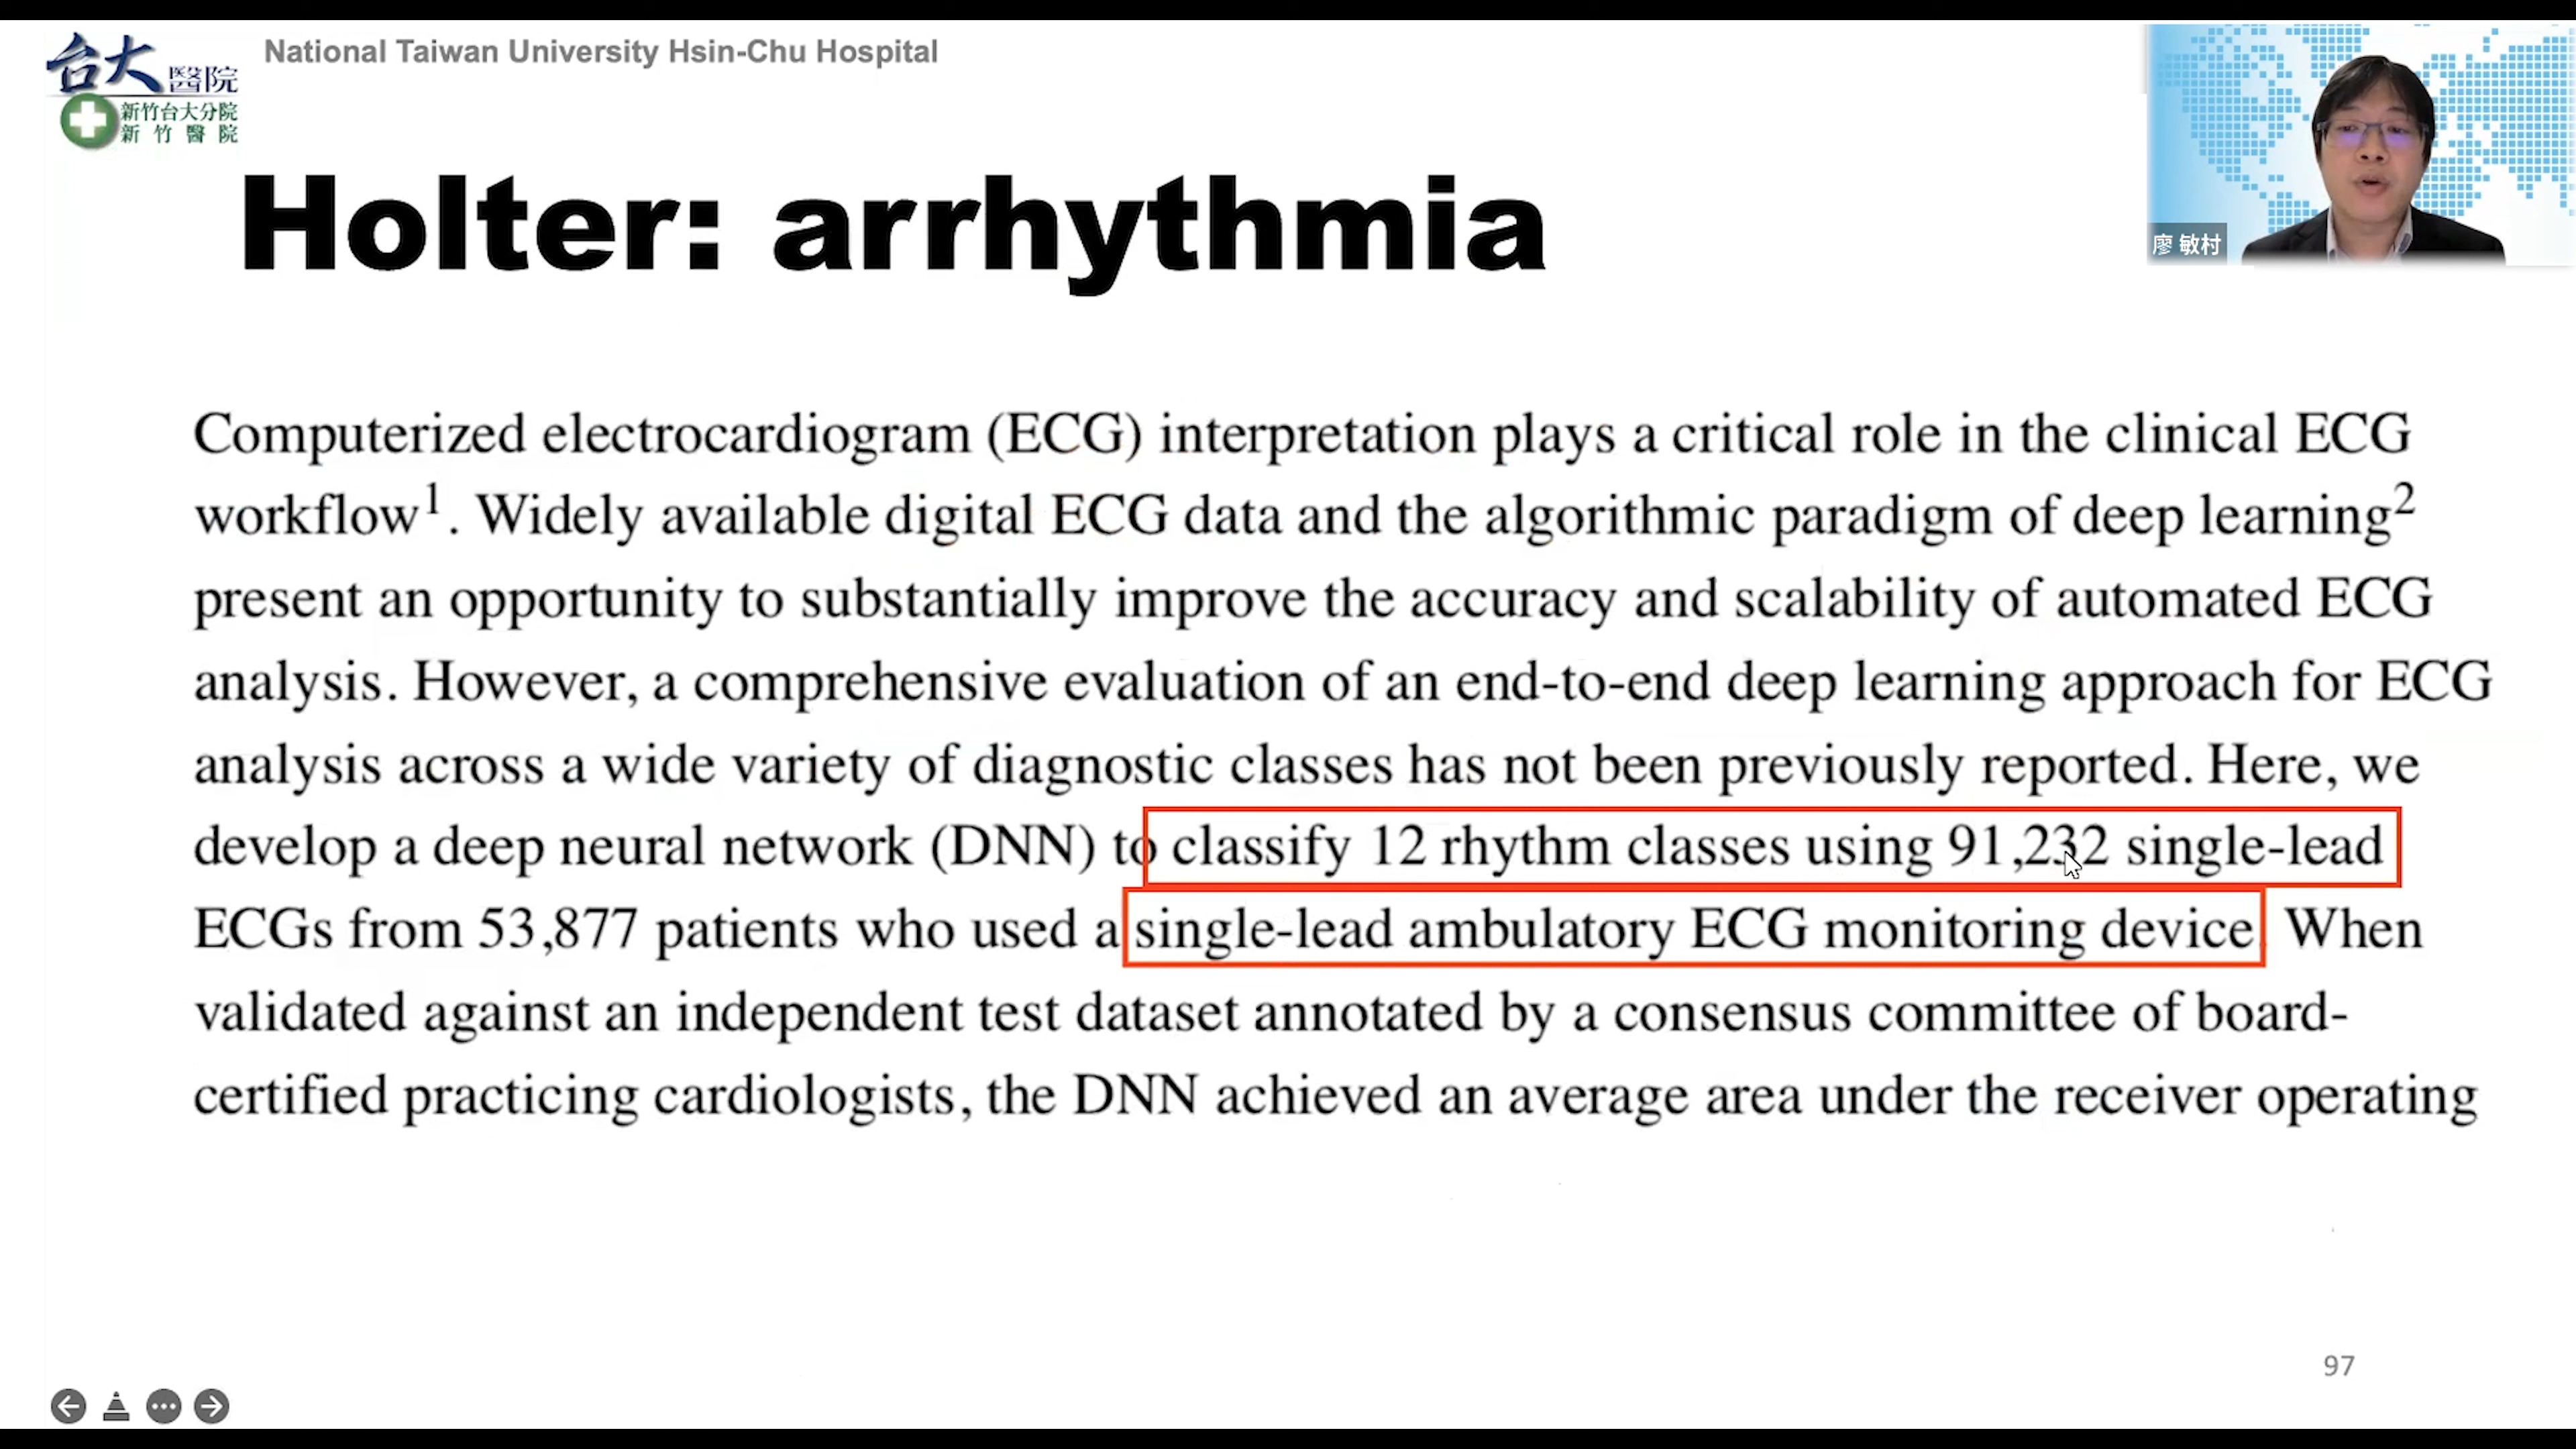 台大醫院
新竹台大分院
新竹醫院
National Taiwan University Hsin-Chu Hospital
廖 敏村
Holter: arrhythmia
Computerized electrocardiogram (ECG) interpretation plays a critical role in the clinical ECG
workflow1. Widely available digital ECG data and the algorithmic paradigm of deep learning2
present an opportunity to substantially improve the accuracy and scalability of automated ECG
analysis. However, a comprehensive evaluation of an end-to-end deep learning approach for ECG
analysis across a wide variety of diagnostic classes has not been previously reported. Here, we
develop a deep neural network (DNN) to classify 12 rhythm classes using 91,232 single-lead
ECGs from 53,877 patients who used a single-lead ambulatory ECG monitoring device. When
validated against an independent test dataset annotated by a consensus committee of board-
certified practicing cardiologists, the DNN achieved an average area under the receiver operating
97